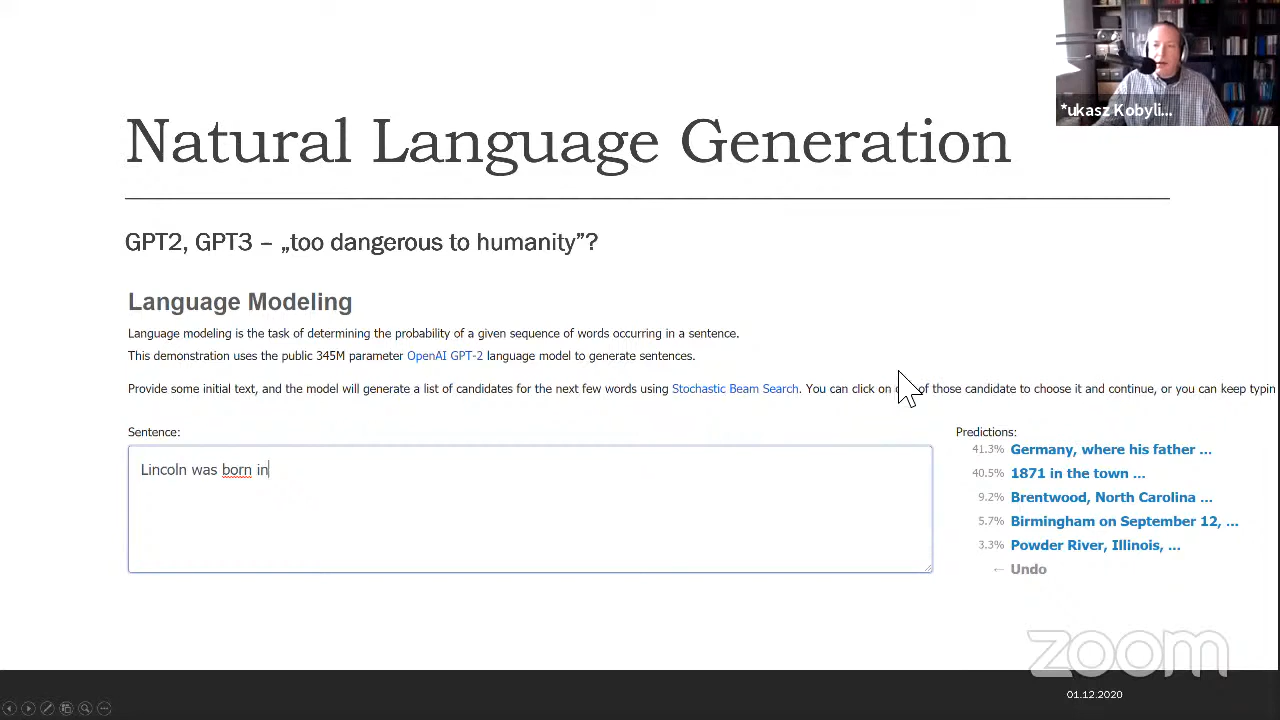 *ukasz Kobyli...
Natural Language Generation
GPT2, GPT3 – „too dangerous to humanity”?
Language Modeling
Language modeling is the task of determining the probability of a given sequence of words occurring in a sentence.
This demonstration uses the public 345M parameter OpenAI GPT-2 language model to generate sentences.
Provide some initial text, and the model will generate a list of candidates for the next few words using Stochastic Beam Search. You can click on of those candidate to choose it and continue, or you can keep typin
Sentence:
Lincoln was born in
Predictions:
41.3% Germany, where his father ...
40.5% 1871 in the town ...
9.2% Brentwood, North Carolina ...
5.7% Birmingham on September 12, ...
3.3% Powder River, Illinois, ...
← Undo
zoom
01.12.2020